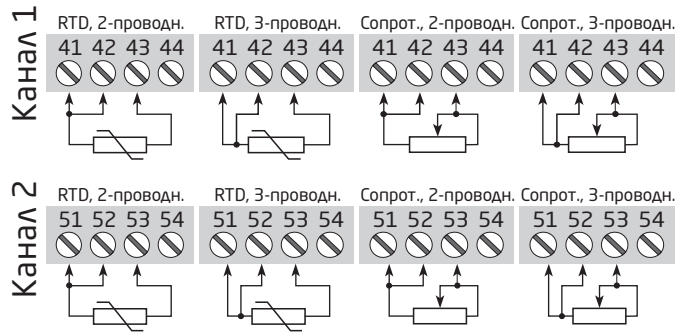 Канал 1
RTD, 2-проводн. RTD, 3-проводн. Сопрот., 2-проводн. Сопрот., 3-проводн.
41 42 43 44 41 42 43 44 41 42 43 44 41 42 43 44
Канал 2
RTD, 2-проводн. RTD, 3-проводн. Сопрот., 2-проводн. Сопрот., 3-проводн.
51 52 53 54 51 52 53 54 51 52 53 54 51 52 53 54